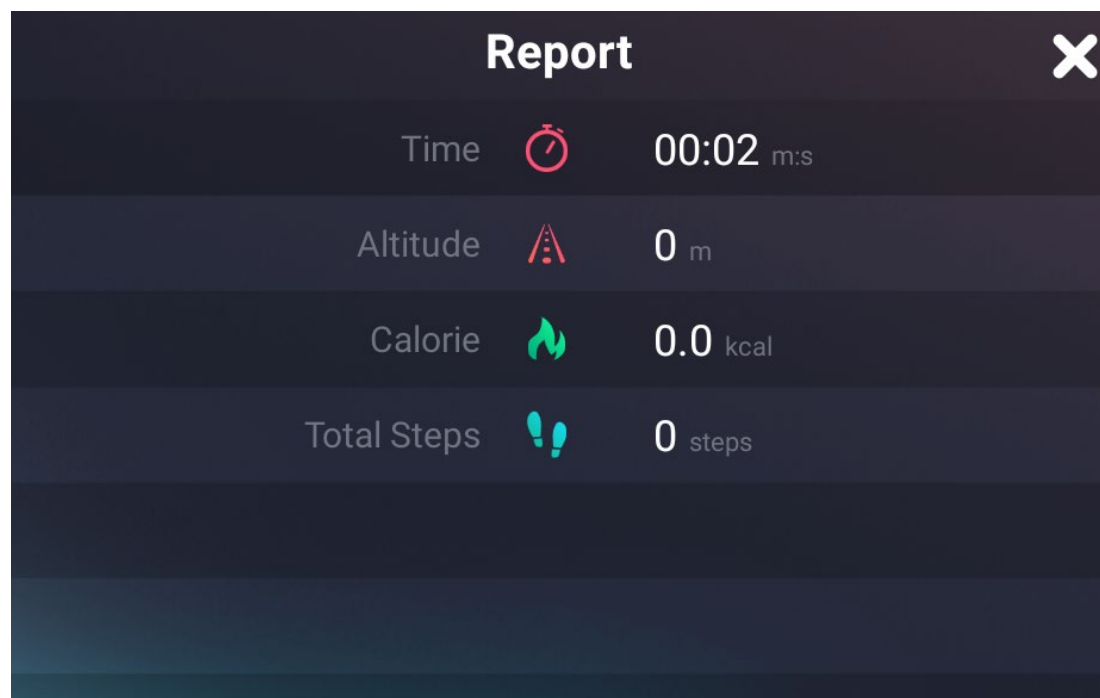 Report
Time 00:02 m:s
Altitude 0 m
Calorie 0.0 kcal
Total Steps 0 steps